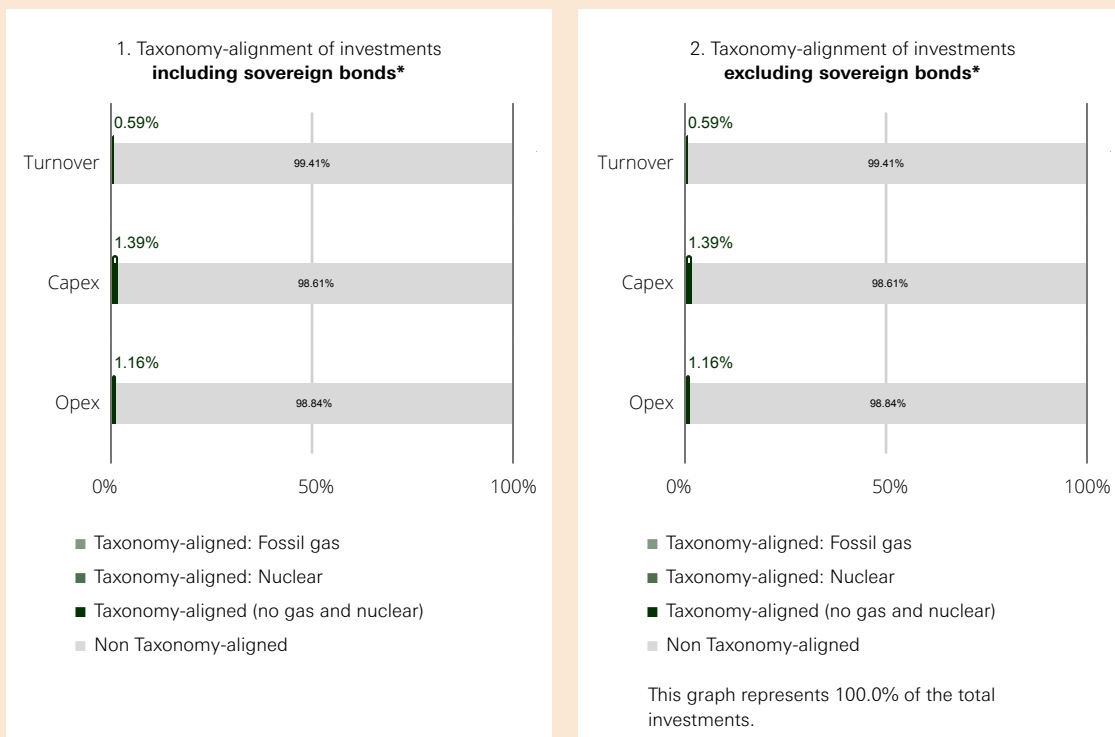 1. Taxonomy-alignment of investments
including sovereign bonds*
0.59%
Turnover
99.41%
1.39%
Capex
98.61%
1.16%
Opex
98.84%
0%
50%
100%
Taxonomy-aligned: Fossil gas
Taxonomy-aligned: Nuclear
Taxonomy-aligned (no gas and nuclear)
Non Taxonomy-aligned
2. Taxonomy-alignment of investments
excluding sovereign bonds*
0.59%
Turnover
99.41%
1.39%
Capex
98.61%
1.16%
Opex
98.84%
0%
50%
100%
Taxonomy-aligned: Fossil gas
Taxonomy-aligned: Nuclear
Taxonomy-aligned (no gas and nuclear)
Non Taxonomy-aligned
This graph represents 100.0% of the total
investments.